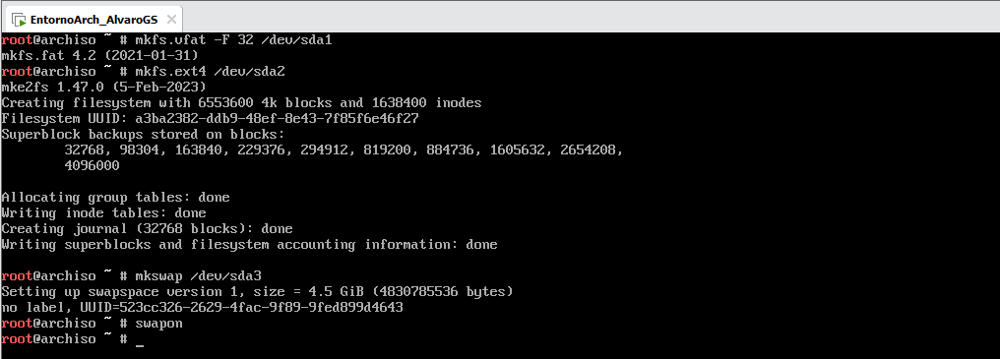 EntornoArch_AlvaroGS
root@archiso ~ # mkfs.vfat -F 32 /dev/sda1
mkfs.fat 4.2 (2021-01-31)
root@archiso ~ # mkfs.ext4 /dev/sda2
mke2fs 1.47.0 (5-Feb-2023)
Creating filesystem with 6553600 4k blocks and 1638400 inodes
Filesystem UUID: a3ba2382-ddb9-48ef-8e43-7f85f6e46f27
Superblock backups stored on blocks:
        32768, 98304, 163840, 229376, 294912, 819200, 884736, 1605632, 2654208,
        4096000
Allocating group tables: done
Writing inode tables: done
Creating journal (32768 blocks): done
Writing superblocks and filesystem accounting information: done
root@archiso ~ # mkswap /dev/sda3
Setting up swapspace version 1, size = 4.5 GiB (4830785536 bytes)
no label, UUID=523cc326-2629-4fac-9f89-9fed899d4643
root@archiso ~ # swapon
root@archiso ~ # _